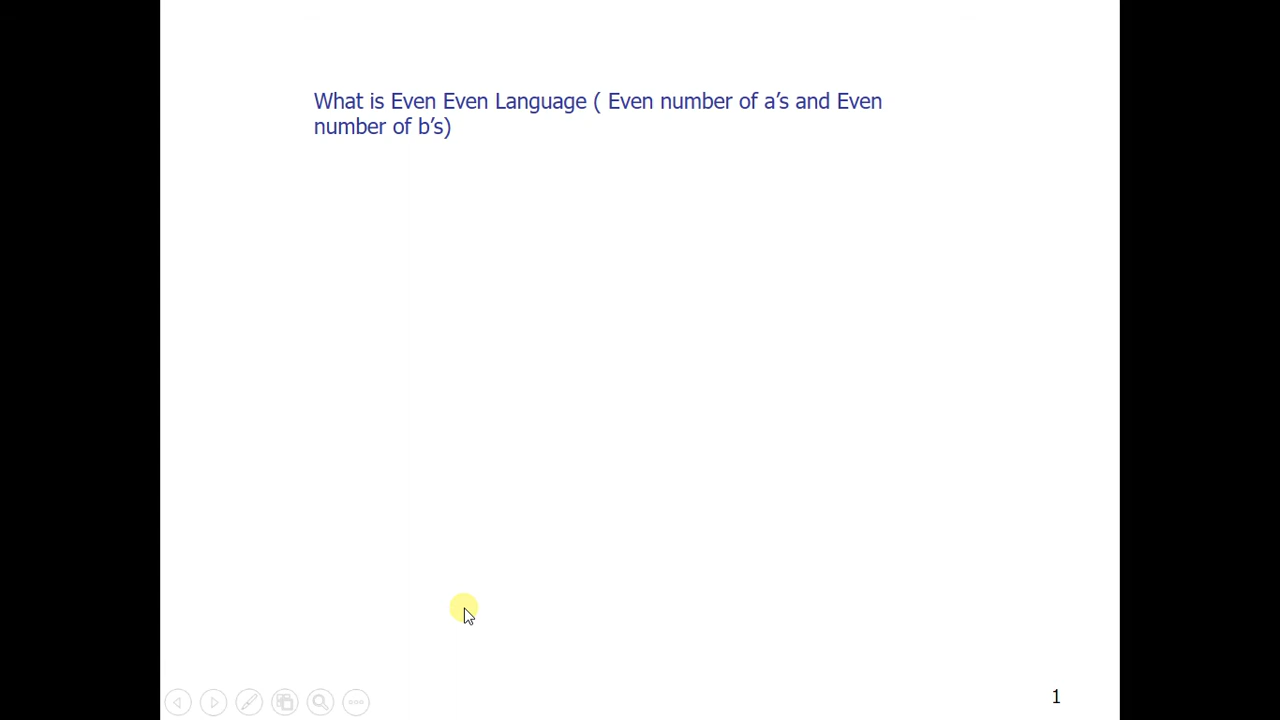 What is Even Even Language ( Even number of a’s and Even
number of b’s)
1